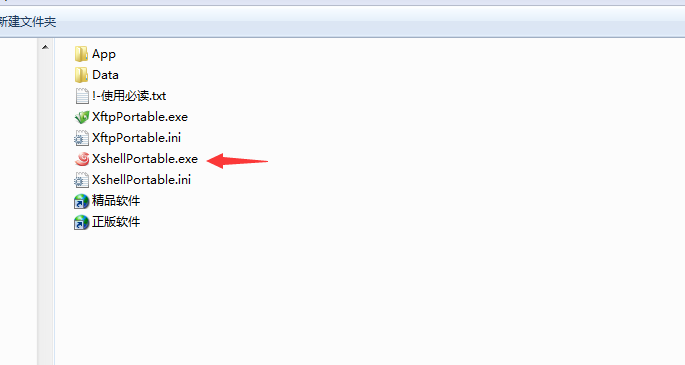 新建文件夹
App
Data
!-使用必读.txt
XftpPortable.exe
XftpPortable.ini
XshellPortable.exe
XshellPortable.ini
精品软件
正版软件